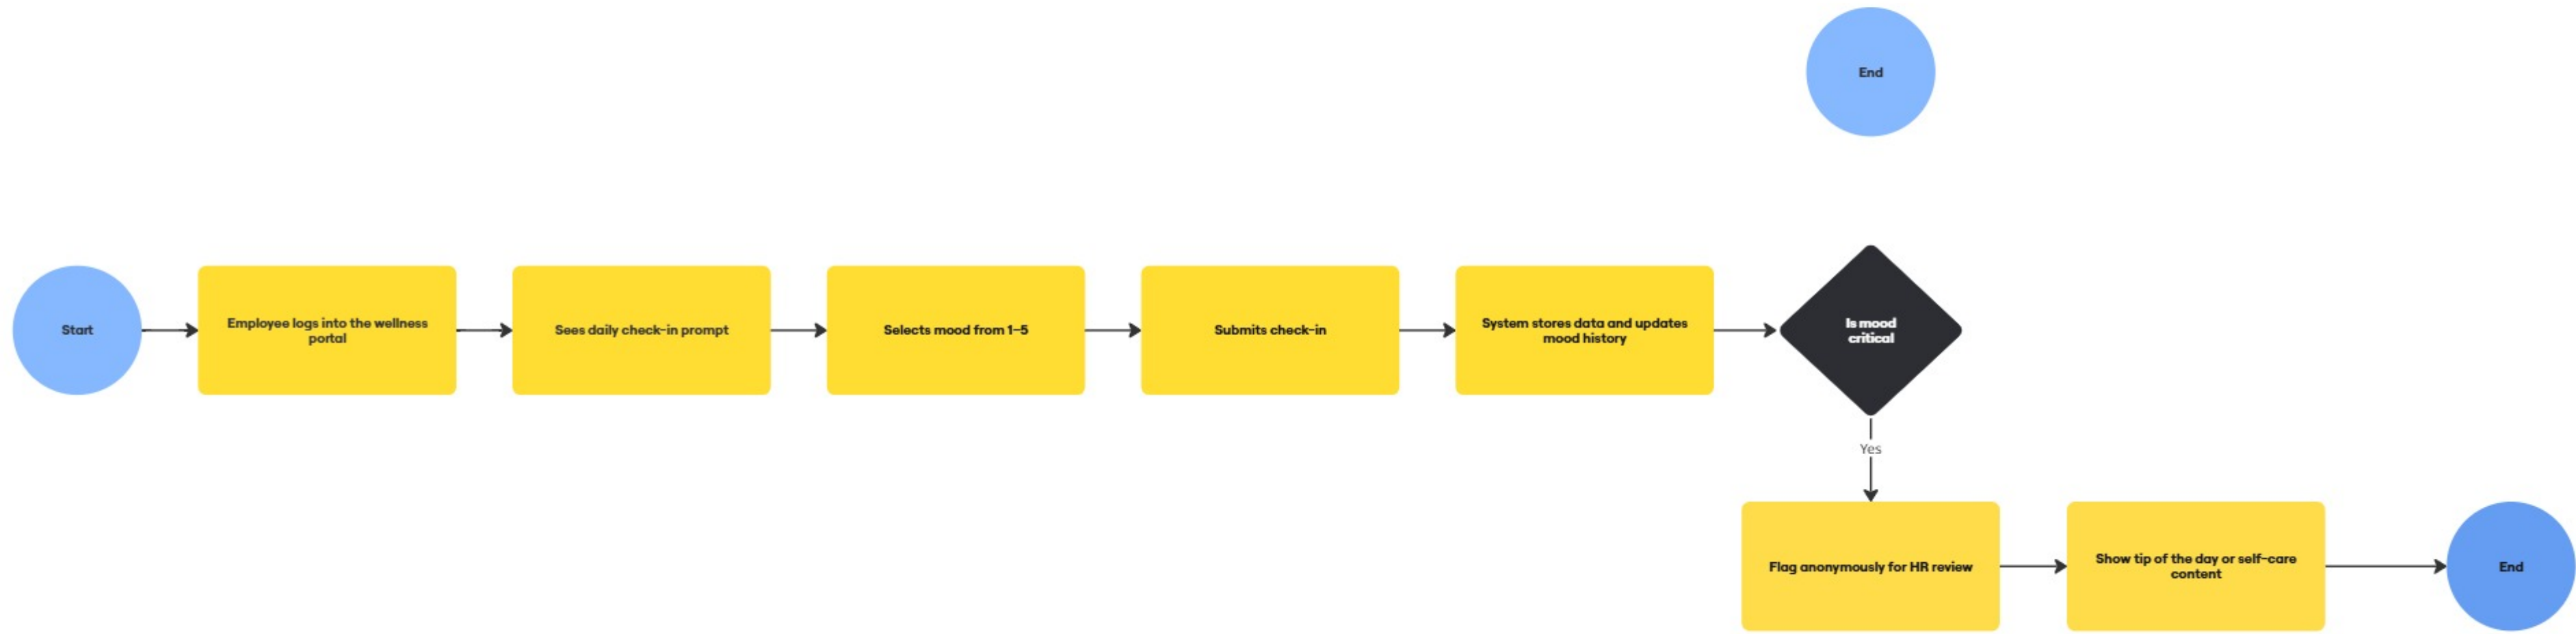 End
Start
Employee logs into the wellness
portal
Sees daily check-in prompt
Selects mood from 1-5
Submits check-in
System stores data and updates
mood history
Is mood
critical
Yes
Flag anonymously for HR review
Show tip of the day or self-care
content
End